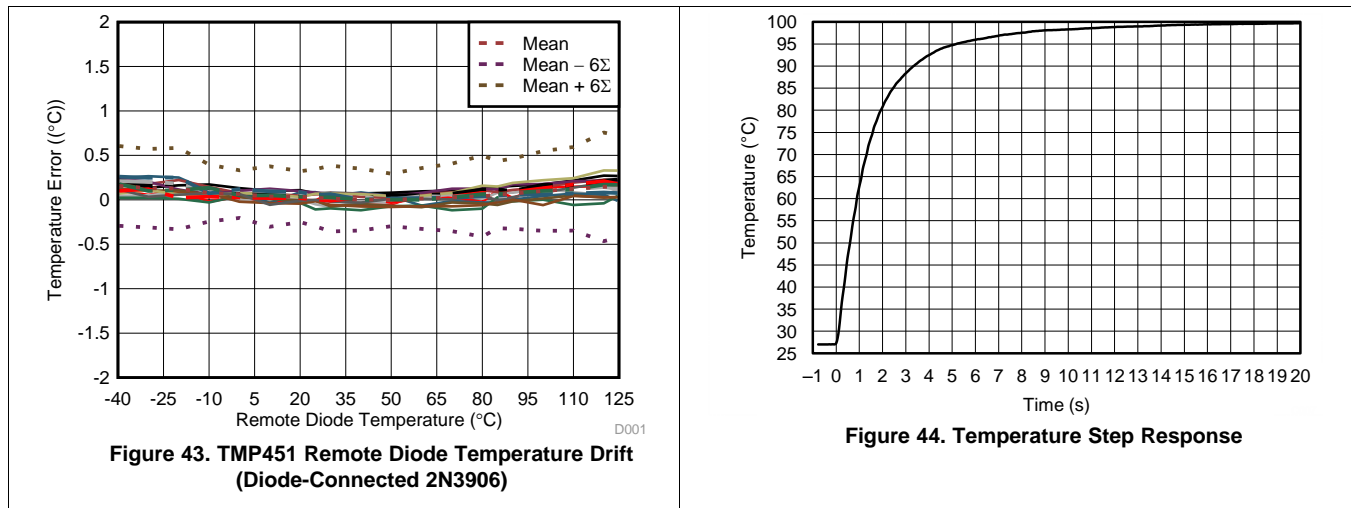 2
1.5
1
0.5
0
-0.5
-1
-1.5
-2
Temperature Error ((°C))
Mean
Mean − 6Σ
Mean + 6Σ
-40 -25 -10 5 20 35 50 65 80 95 110 125
Remote Diode Temperature (°C)
D001
Figure 43. TMP451 Remote Diode Temperature Drift
(Diode-Connected 2N3906)
100
95
90
85
80
75
70
65
60
55
50
45
40
35
30
25
Temperature (°C)
–1 0 1 2 3 4 5 6 7 8 9 10 11 12 13 14 15 16 17 18 19 20
Time (s)
Figure 44. Temperature Step Response